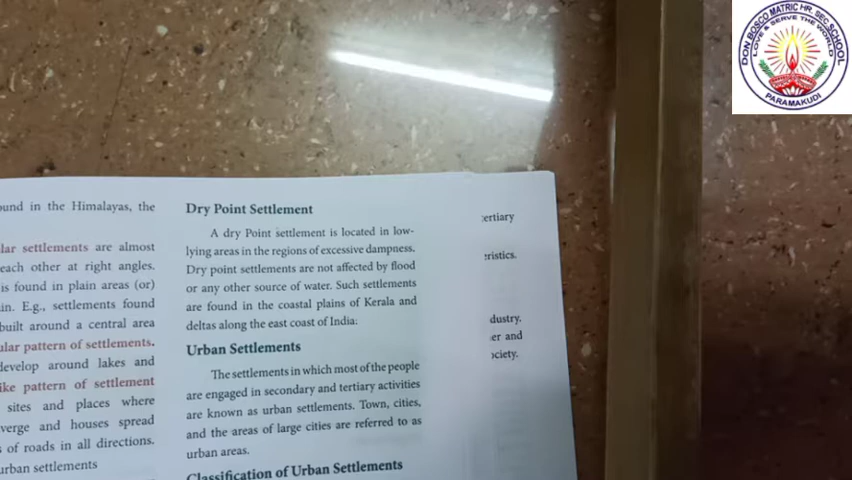 ound in the Himalayas, the
lar settlements are almost
each other at right angles.
is found in plain areas (or)
in. E.g., settlements found
built around a central area
ular pattern of settlements.
develop around lakes and
ike pattern of settlement
sites and places where
verge and houses spread
s of roads in all directions.
urban settlements
Dry Point Settlement
A dry Point settlement is located in low-
lying areas in the regions of excessive dampness.
Dry point settlements are not affected by flood
or any other source of water. Such settlements
are found in the coastal plains of Kerala and
deltas along the east coast of India:
Urban Settlements
The settlements in which most of the people
are engaged in secondary and tertiary activities
are known as urban settlements. Town, cities,
and the areas of large cities are referred to as
urban areas.
Classification of Urban Settlements
tertiary
ristics.
dustry.
er and
ociety.
DON BOSCO MATRIC HR. SEC. SCHOOL
LOVE & SERVE THE WORLD
PARAMAKUDI